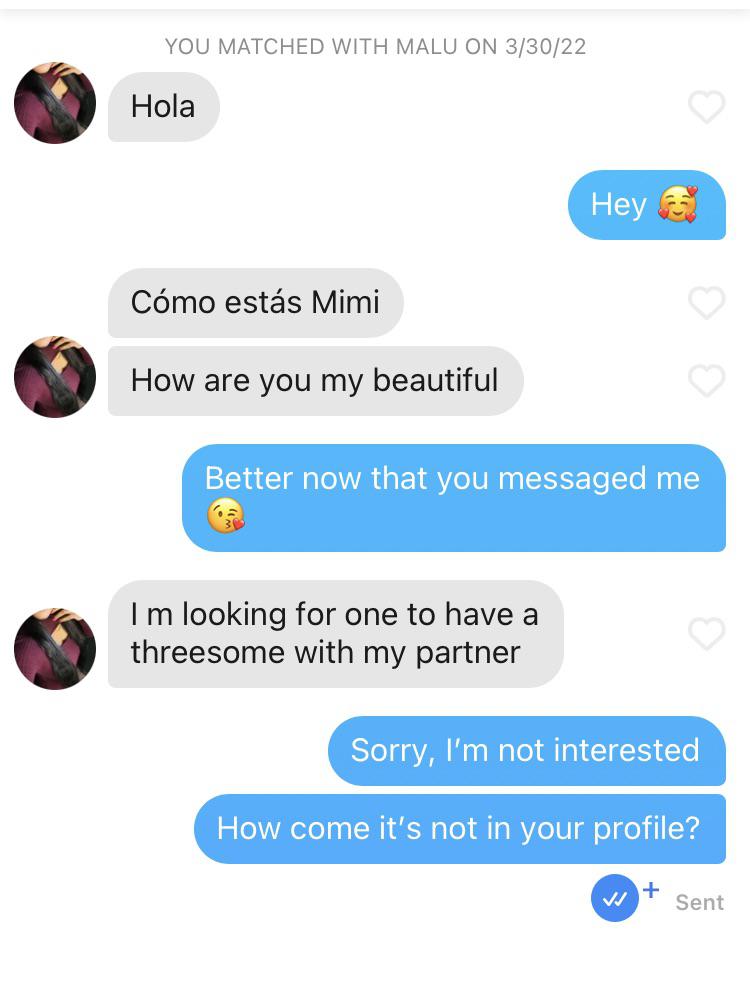 YOU MATCHED WITH MALU ON 3/30/22
Hola
Hey 🥰
Cómo estás Mimi
How are you my beautiful
Better now that you messaged me
😘
I m looking for one to have a
threesome with my partner
Sorry, I’m not interested
How come it’s not in your profile?
Sent